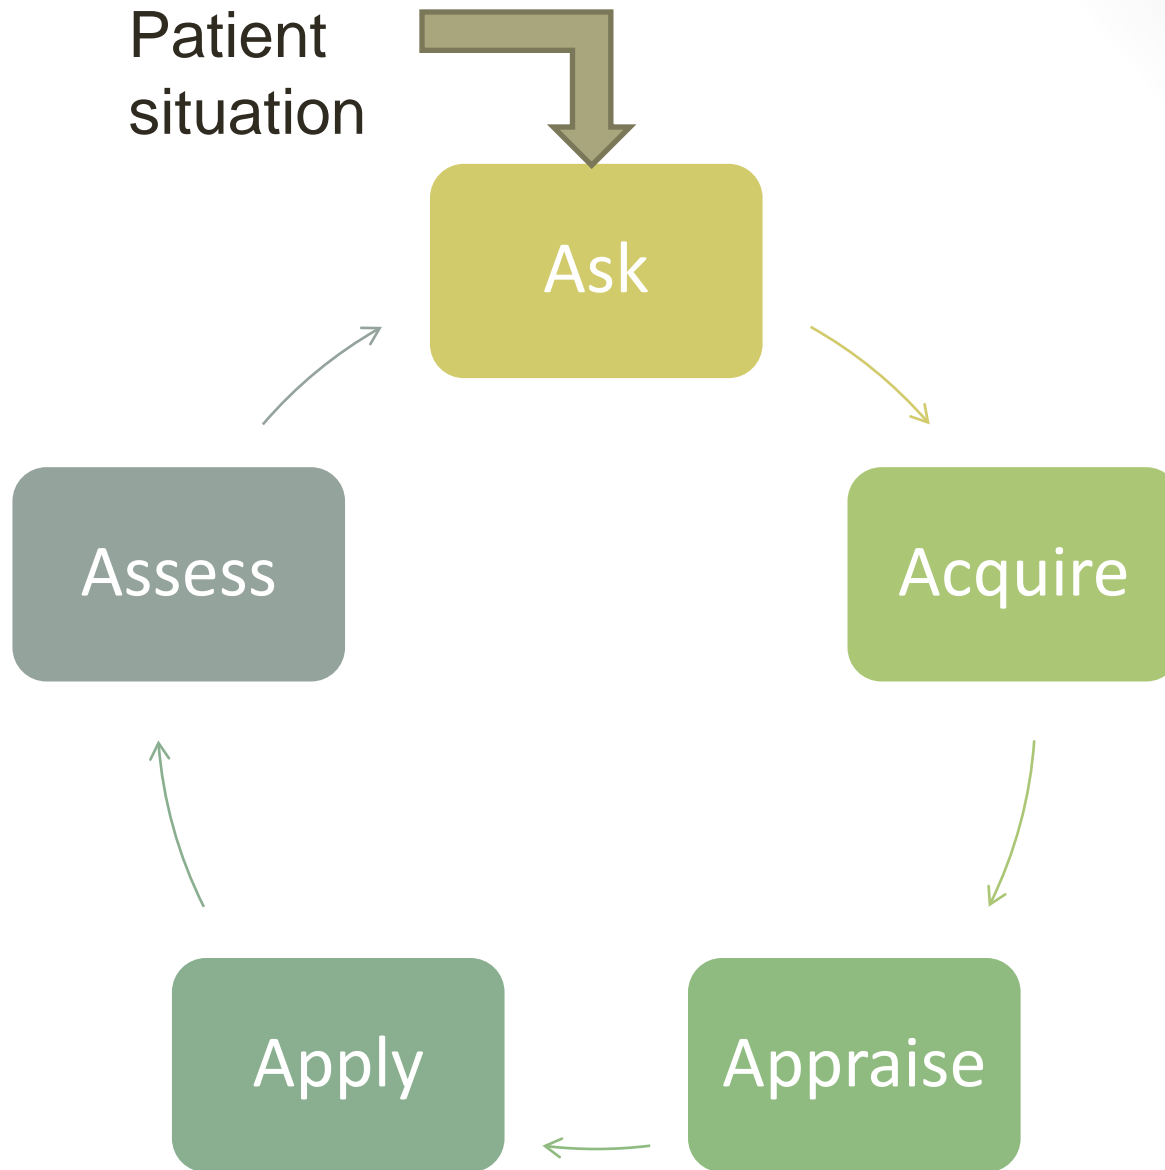 Patient
situation
Ask
Acquire
Appraise
Apply
Assess